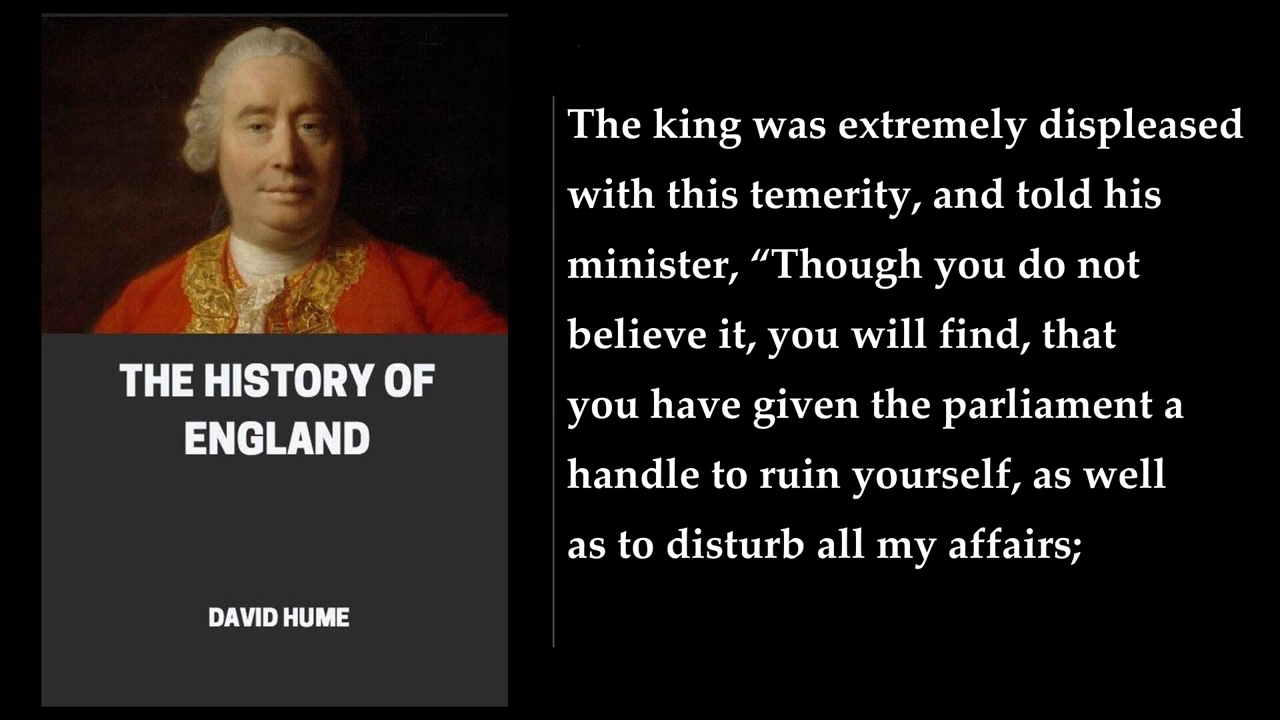 THE HISTORY OF
ENGLAND
DAVID HUME
The king was extremely displeased
with this temerity, and told his
minister, “Though you do not
believe it, you will find, that
you have given the parliament a
handle to ruin yourself, as well
as to disturb all my affairs;